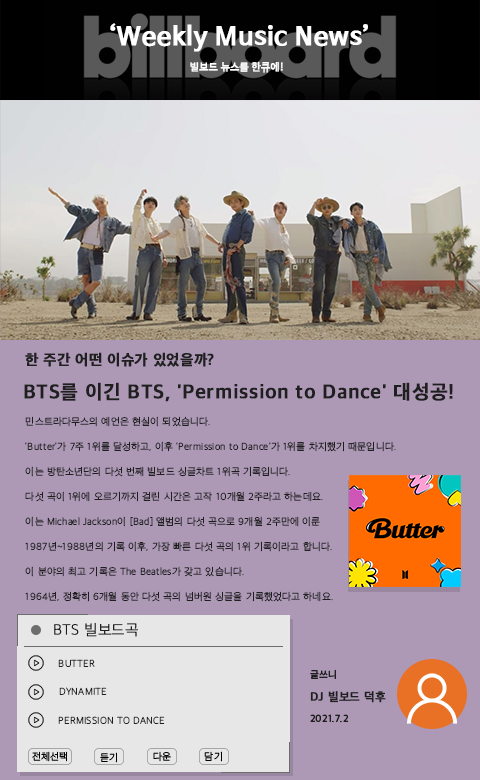 billboard
‘Weekly Music News’
빌보드 뉴스를 한큐에!
한 주간 어떤 이슈가 있었을까?
BTS를 이긴 BTS, 'Permission to Dance' 대성공!
민스트라다무스의 예언은 현실이 되었습니다.
'Butter'가 7주 1위를 달성하고, 이후 'Permission to Dance'가 1위를 차지했기 때문입니다.
이는 방탄소년단의 다섯 번째 빌보드 싱글차트 1위곡 기록입니다.
다섯 곡이 1위에 오르기까지 걸린 시간은 고작 10개월 2주라고 하는데요.
이는 Michael Jackson이 [Bad] 앨범의 다섯 곡으로 9개월 2주만에 이룬
1987년~1988년의 기록 이후, 가장 빠른 다섯 곡의 1위 기록이라고 합니다.
이 분야의 최고 기록은 The Beatles가 갖고 있습니다.
1964년, 정확히 6개월 동안 다섯 곡의 넘버원 싱글을 기록했었다고 하네요.
Butter
BTS 빌보드곡
BUTTER
DYNAMITE
PERMISSION TO DANCE
전체선택 듣기 다운 담기
글쓰니
DJ 빌보드 덕후
2021.7.2